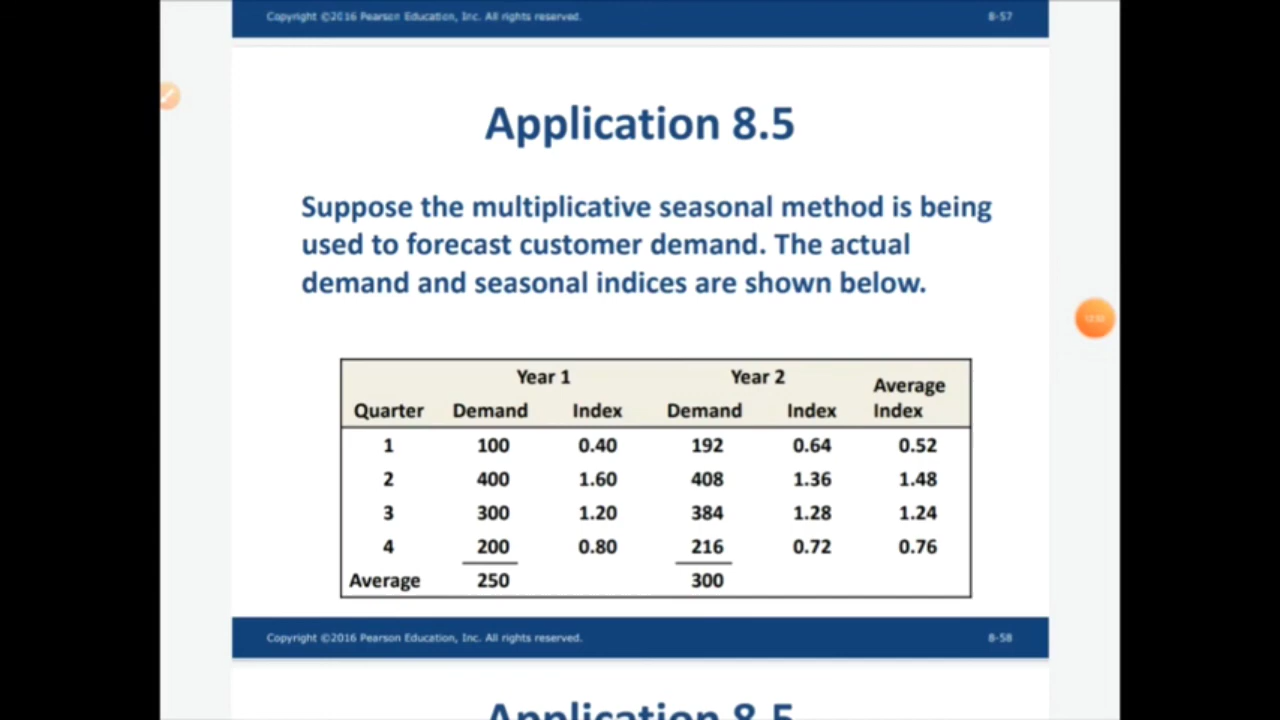 Copyright ©2016 Pearson Education, Inc. All rights reserved. 8-57
Application 8.5
Suppose the multiplicative seasonal method is being
used to forecast customer demand. The actual
demand and seasonal indices are shown below.
Year 1 Year 2 Average
Quarter Demand Index Demand Index Index
1 100 0.40 192 0.64 0.52
2 400 1.60 408 1.36 1.48
3 300 1.20 384 1.28 1.24
4 200 0.80 216 0.72 0.76
Average 250 300
Copyright ©2016 Pearson Education, Inc. All rights reserved. 8-58
Application 8.5